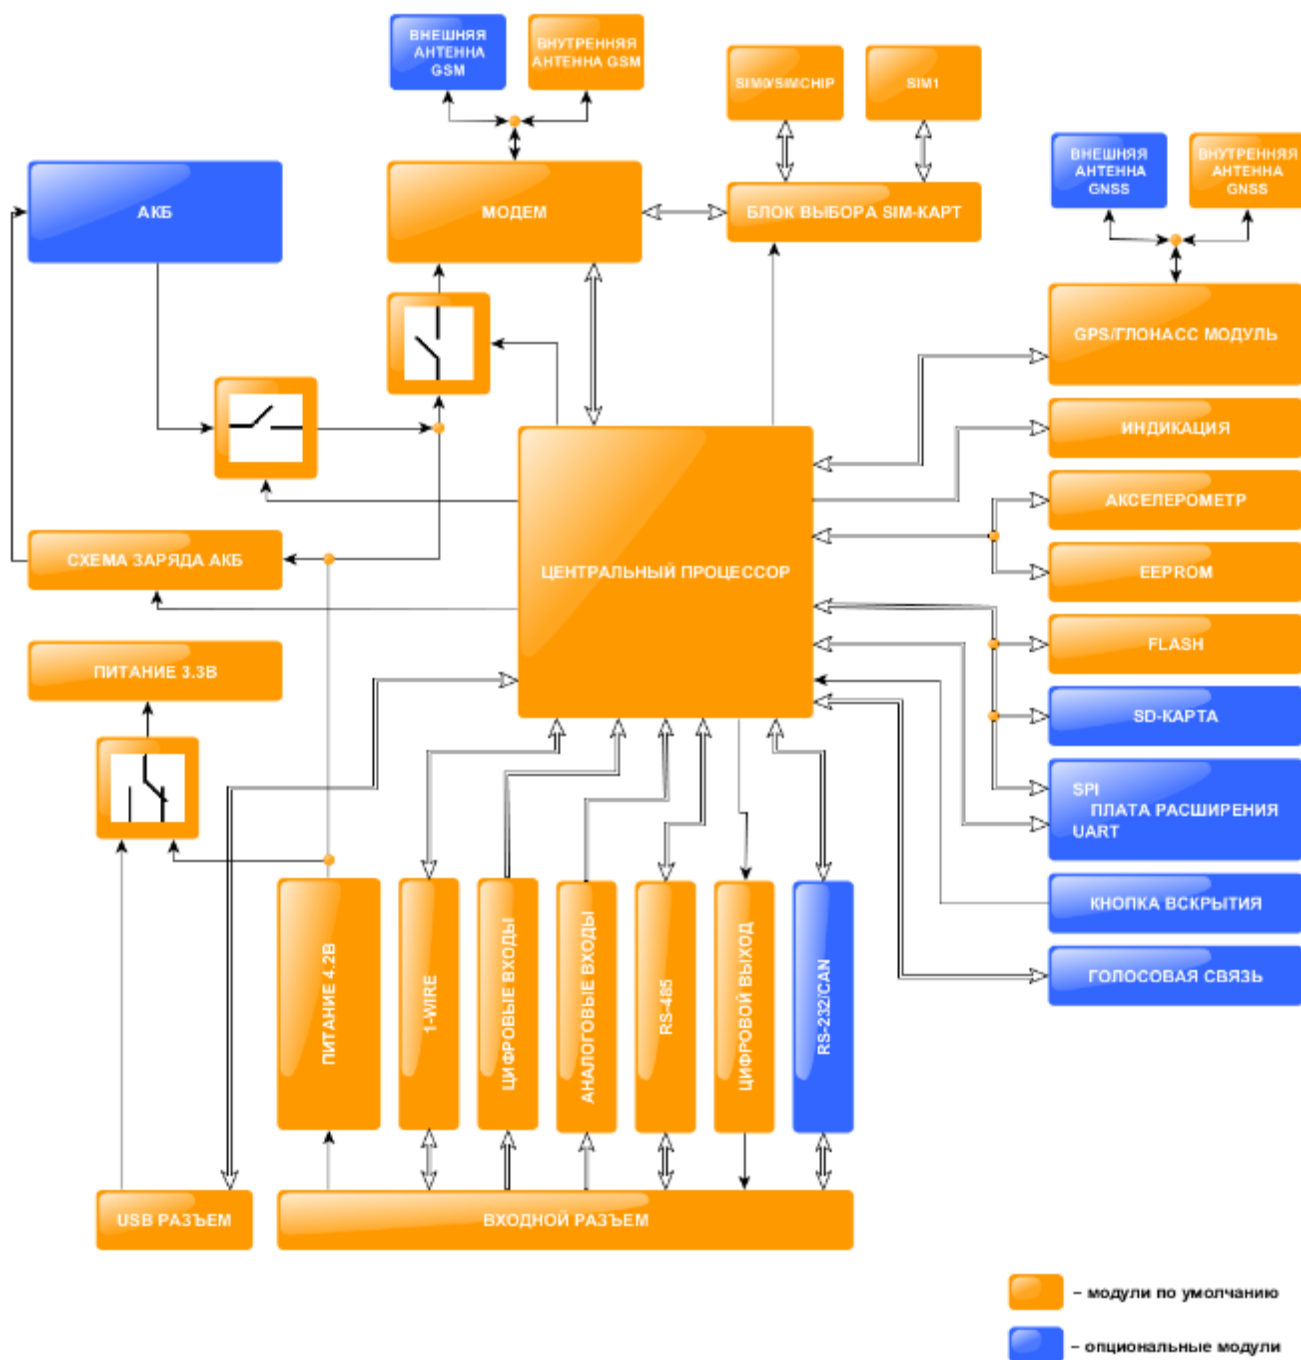 ВНЕШНЯЯ
АНТЕННА
GSM
ВНУТРЕННЯЯ
АНТЕННА GSM
SIM0/SIMCHIP
SIM1
ВНЕШНЯЯ
АНТЕННА
GNSS
ВНУТРЕННЯЯ
АНТЕННА
GNSS
АКБ
МОДЕМ
БЛОК ВЫБОРА SIM-КАРТ
GPS/ГЛОНАСС МОДУЛЬ
ИНДИКАЦИЯ
АКСЕЛЕРОМЕТР
СХЕМА ЗАРЯДА АКБ
ЦЕНТРАЛЬНЫЙ ПРОЦЕССОР
EEPROM
FLASH
ПИТАНИЕ 3.3В
SD-КАРТА
SPI
ПЛАТА РАСШИРЕНИЯ
UART
КНОПКА ВСКРЫТИЯ
ГОЛОСОВАЯ СВЯЗЬ
ПИТАНИЕ 4.2В
1-WIRE
ЦИФРОВЫЕ ВХОДЫ
АНАЛОГОВЫЕ ВХОДЫ
RS-485
ЦИФРОВОЙ ВЫХОД
RS-232/CAN
USB РАЗЪЕМ
ВХОДНОЙ РАЗЪЕМ
– модули по умолчанию
– опциональные модули